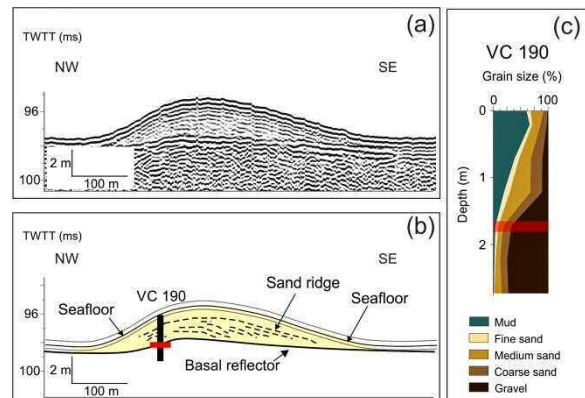 (a)
TWTT (ms)
NW
SE
96
2 m
100 m
100
(b)
TWTT (ms)
NW
SE
VC 190
Sand ridge
Seafloor
Seafloor
96
Basal reflector
2 m
100 m
100
(c)
VC 190
Grain size (%)
0
100
0
1
2
Depth (m)
Mud
Fine sand
Medium sand
Coarse sand
Gravel